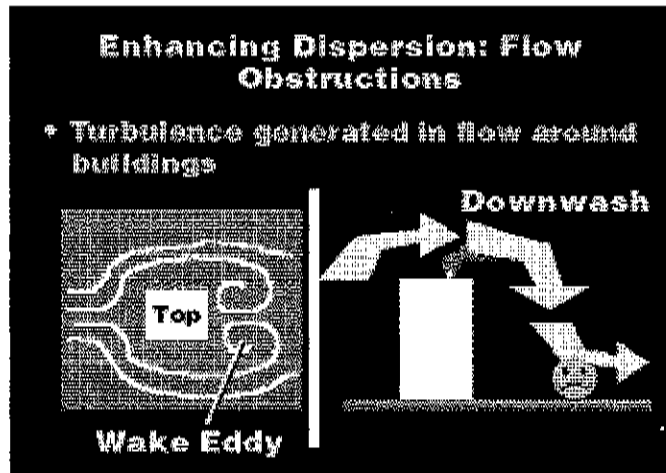 Enhancing Dispersion: Flow
Obstructions
• Turbulence generated in flow around
buildings
Downwash
Top
Wake Eddy